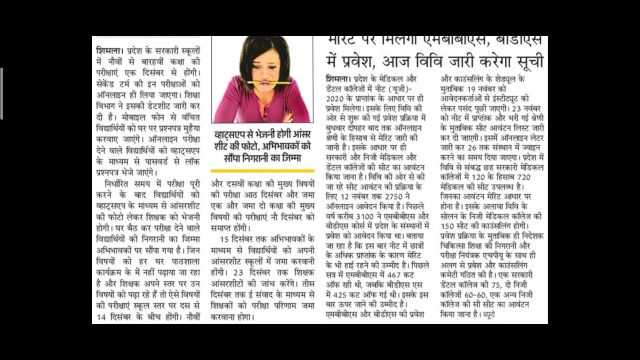 शिमला। प्रदेश के सरकारी स्कूलों
में नौवीं से बारहवीं कक्षा की
परीक्षाएं एक दिसंबर से होंगी।
सेकेंड टर्म की इन परीक्षाओं को
ऑनलाइन ही लिया जाएगा। शिक्षा
विभाग ने इसकी डेटशीट जारी कर
दी है। मोबाइल फोन से वंचित
विद्यार्थियों को घर पर प्रश्नपत्र मुहैया
करवाए जाएंगे। ऑनलाइन परीक्षा
देने वाले विद्यार्थियों को व्हाट्सएप
के माध्यम से पासवर्ड से लॉक
प्रश्नपत्र भेजे जाएंगे।
निर्धारित समय में परीक्षा पूरी
करने के बाद विद्यार्थियों को
व्हाट्सएप के माध्यम से आंसरशीट
की फोटो लेकर शिक्षक को भेजनी
होगी। घर बैठ कर परीक्षा देने वाले
विद्यार्थियों की निगरानी का जिम्मा
अभिभावकों पर सौंपा गया है। जिन
विषयों को हर घर पाठशाला
कार्यक्रम के में नहीं पढ़ाया जा रहा
है और शिक्षक अपने स्तर पर उन
विषयों को पढ़ा रहे हैं तो ऐसे विषयों
की परीक्षाएं स्कूल स्तर पर दस से
14 दिसंबर के बीच होंगी। नौवीं
व्हाट्सएप से भेजनी होगी आंसर
शीट की फोटो, अभिभावकों को
सौंपा निगरानी का जिम्मा
और दसवीं कक्षा की मुख्य विषयों
की परीक्षा आठ दिसंबर और जमा
एक और जमा दो कक्षा की मुख्य
विषयों की परीक्षाएं नौ दिसंबर को
समाप्त होंगी।
15 दिसंबर तक अभिभावकों के
माध्यम से विद्यार्थियों को अपनी
आंसरशीट स्कूलों में जमा करवानी
होंगी। 23 दिसंबर तक शिक्षक
आंसरशीटों की जांच करेंगे। तीस
दिसंबर तक ई संवाद के माध्यम से
शिक्षकों को परीक्षा परिणाम जमा
करवाना होगा।
मेरिट पर मिलेगा एमबीबीएस, बीडीएस
में प्रवेश, आज विवि जारी करेगा सूची
शिमला। प्रदेश के मेडिकल और
डेंटल कॉलेजों में नीट (यूजी)-
2020 के प्राप्तांक के आधार पर ही
प्रवेश मिलेगा। इसके लिए विवि की
ओर से शुरू की गई प्रवेश प्रक्रिया में
बुधवार दोपहर बाद तक ऑनलाइन
श्रेणी के हिसाब से मेरिट जारी की
जानी है। इसके आधार पर ही
सरकारी और निजी मेडिकल और
डेंटल कॉलेजों की सीट का आवंटन
किया जाना है। विवि की ओर से की
जा रहे सीट आवंटन की प्रक्रिया के
लिए 12 नवंबर तक 2750 ने
ऑनलाइन आवेदन किया है। पिछले
वर्ष करीब 3100 ने एमबीबीएस और
बीडीएस कोर्स में प्रदेश के संस्थानों में
प्रवेश को आवेदन किया था। बताया
जा रहा है कि इस बार नीट में छात्रों
के अधिक प्राप्तांक के कारण मेरिट
के भी हाई रहने की उम्मीद है। पिछले
सत्र में एमबीबीएस में 467 कट
ऑफ रही थी, जबकि बीडीएस एस
में 425 कट ऑफ गई थी। इसके इस
बार ऊपर जाने की उम्मीद है।
एमबीबीएस और बीडीएस की प्रवेश
और काउंसलिंग के शेड्यूल के
मुताबिक 19 नवंबर को
आवेदनकर्ताओं से इंस्टीट्यूट को
लेकर पसंद पूछी जाएगी। 23 नवंबर
को नीट में प्राप्तांक और भरी गई श्रेणी
के मुताबिक सीट आवंटन लिस्ट जारी
कर दी जाएगी। इसमें ऑनलाइन लेटर
जारी कर 26 तक संस्थान में ज्वाइन
करने का समय दिया जाएगा। प्रदेश में
विवि से संबद्ध छह सरकारी मेडिकल
कॉलेजों में 120 के हिसाब 720
मेडिकल की सीट उपलब्ध है।
जिनका आवंटन मेरिट आधार पर
होना है। इसके अलावा विवि के
सोलन के निजी मेडिकल कॉलेज की
150 सीट की काउंसलिंग होगी।
प्रवेश प्रक्रिया के मुताबिक ही निदेशक
चिकित्सा शिक्षा की निगरानी और
परीक्षा नियंत्रक एचपीयू के साथ ही
अलग से प्रवेश और काउंसलिंग
कमेटी गठित की है। एक सरकारी
डेंटल कॉलेज की 75, दो निजी
कॉलेजों 60-60, एक अन्य निजी
कॉलेज की सौ सीट का आवंटन
किया जाना है। ब्यूरो